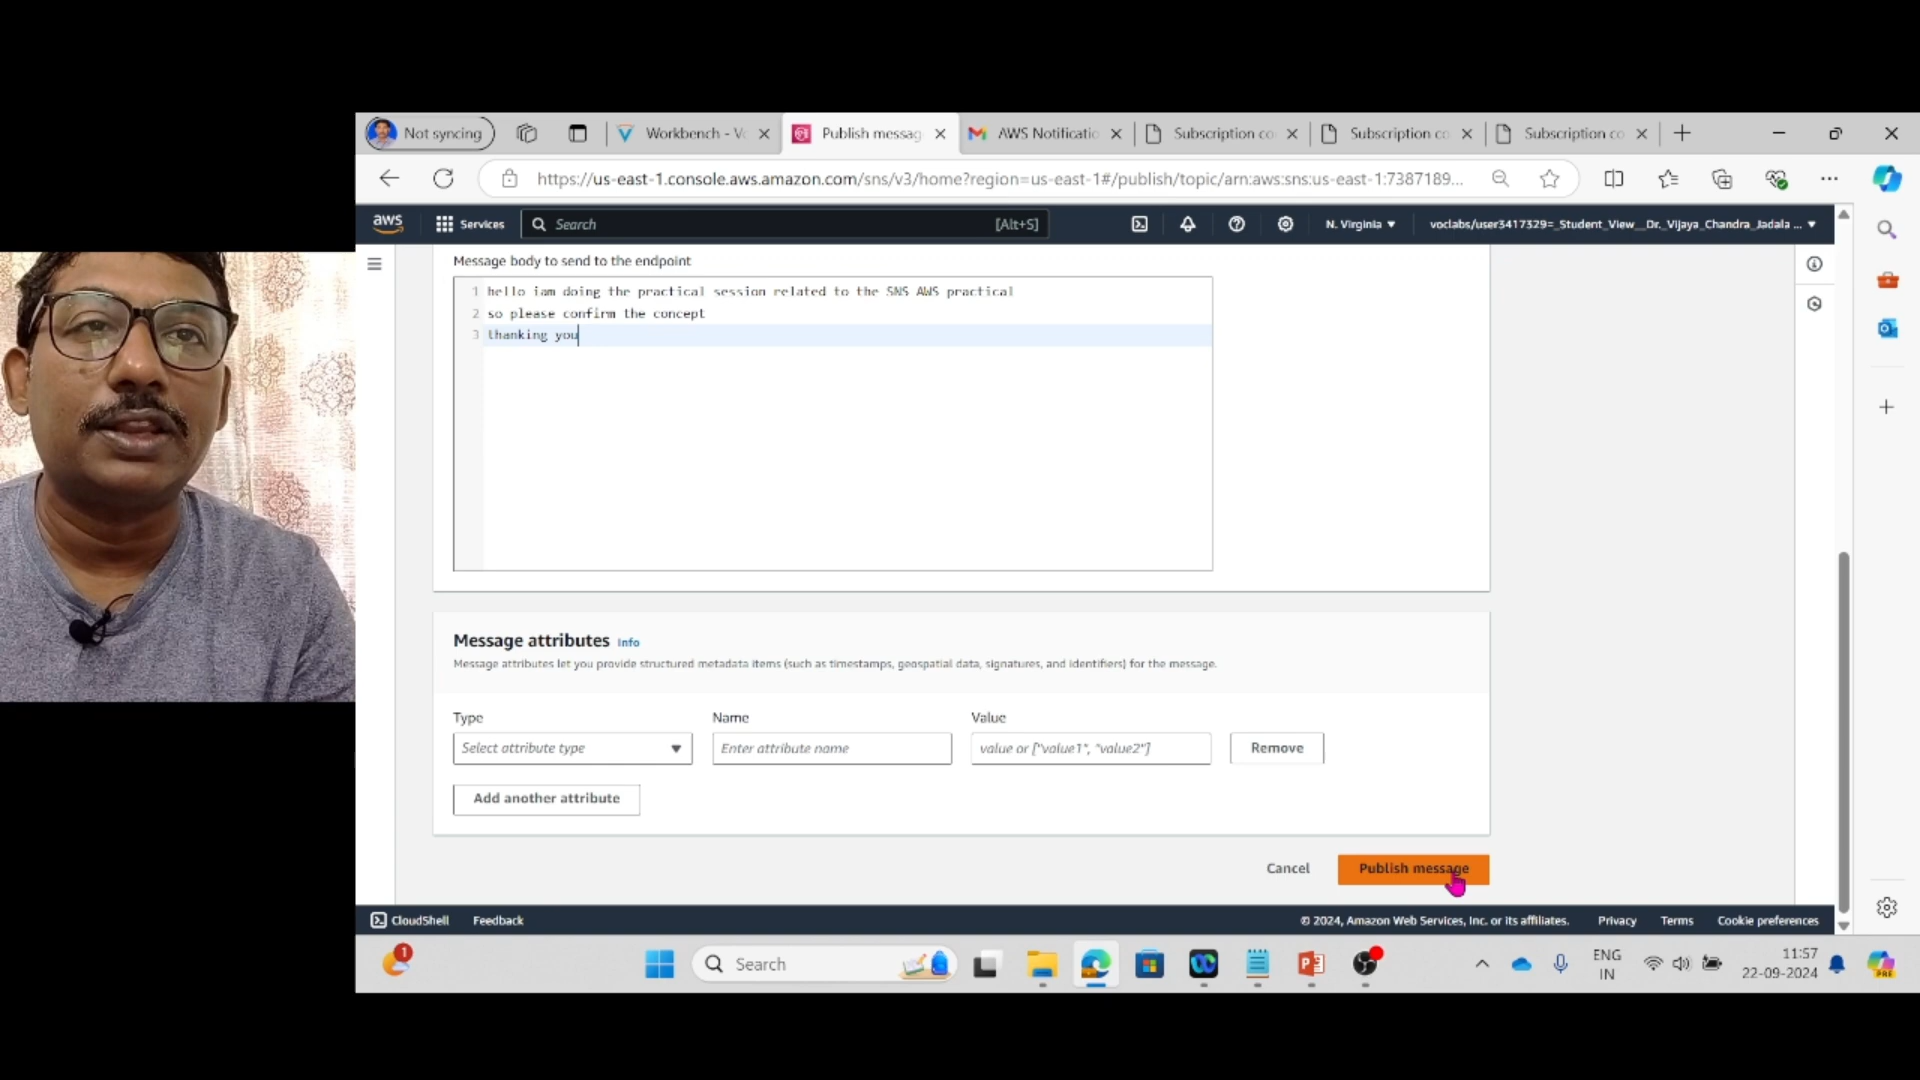 Not syncing
Workbench - Vo
Publish messag
AWS Notificatio
Subscription co
Subscription co
Subscription co
https://us-east-1.console.aws.amazon.com/sns/v3/home?region=us-east-1#/publish/topic/arn:aws:sns:us-east-1:7387189...
aws
Services
Search
[Alt+S]
N. Virginia
voclabs/user3417329=_Student_View__Dr._Vijaya_Chandra_Jadala ...
Message body to send to the endpoint
1 hello iam doing the practical session related to the SNS AWS practical
2 so please confirm the concept
3 thanking you
Message attributes Info
Message attributes let you provide structured metadata items (such as timestamps, geospatial data, signatures, and identifiers) for the message.
Type
Name
Value
Select attribute type
Enter attribute name
value or ["value1", "value2"]
Remove
Add another attribute
Cancel
Publish message
CloudShell
Feedback
© 2024, Amazon Web Services, Inc. or its affiliates.
Privacy
Terms
Cookie preferences
1
Search
ENG
IN
11:57
22-09-2024
PRE